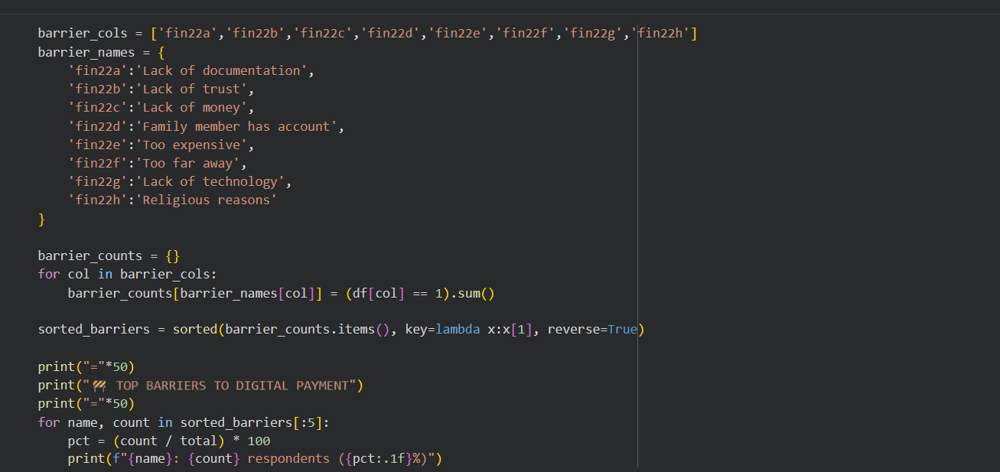 barrier_cols = ['fin22a','fin22b','fin22c','fin22d','fin22e','fin22f','fin22g','fin22h']
barrier_names = {
    'fin22a':'Lack of documentation',
    'fin22b':'Lack of trust',
    'fin22c':'Lack of money',
    'fin22d':'Family member has account',
    'fin22e':'Too expensive',
    'fin22f':'Too far away',
    'fin22g':'Lack of technology',
    'fin22h':'Religious reasons'
}
barrier_counts = {}
for col in barrier_cols:
    barrier_counts[barrier_names[col]] = (df[col] == 1).sum()
sorted_barriers = sorted(barrier_counts.items(), key=lambda x:x[1], reverse=True)
print("="*50)
print("🚧 TOP BARRIERS TO DIGITAL PAYMENT")
print("="*50)
for name, count in sorted_barriers[:5]:
    pct = (count / total) * 100
    print(f"{name}: {count} respondents ({pct:.1f}%)")